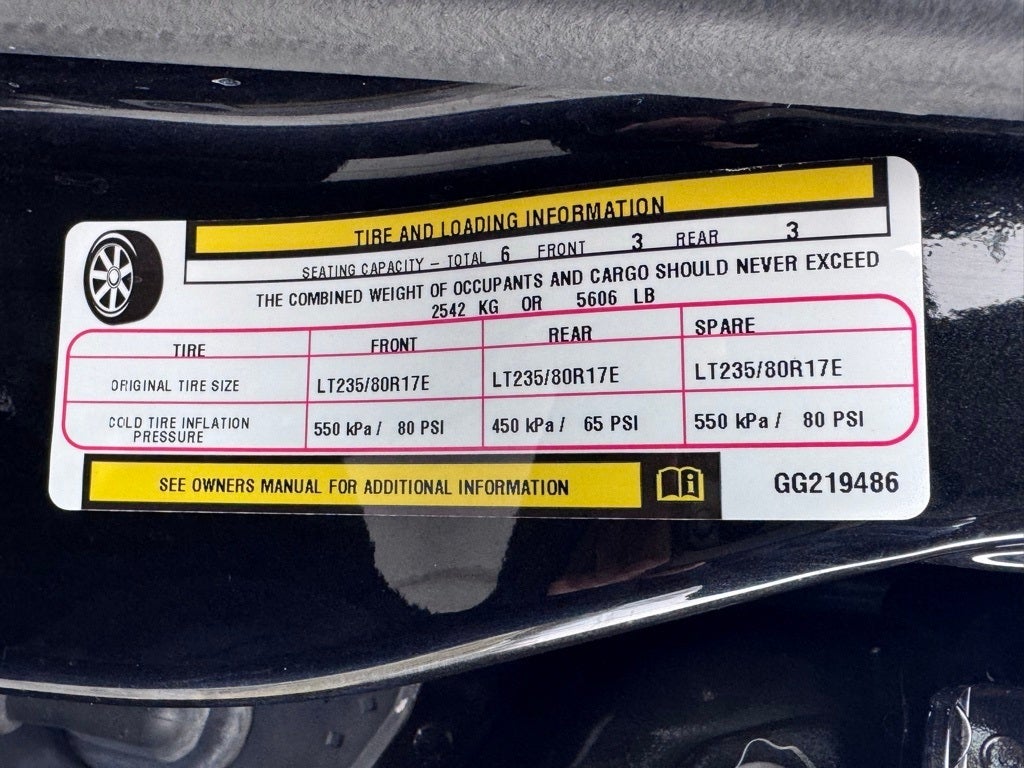 TIRE AND LOADING INFORMATION
SEATING CAPACITY – TOTAL 6 FRONT 3 REAR 3
THE COMBINED WEIGHT OF OCCUPANTS AND CARGO SHOULD NEVER EXCEED
2542 KG OR 5606 LB
TIRE FRONT REAR SPARE
ORIGINAL TIRE SIZE LT235/80R17E LT235/80R17E LT235/80R17E
COLD TIRE INFLATION
PRESSURE 550 kPa / 80 PSI 450 kPa / 65 PSI 550 kPa / 80 PSI
SEE OWNERS MANUAL FOR ADDITIONAL INFORMATION
GG219486